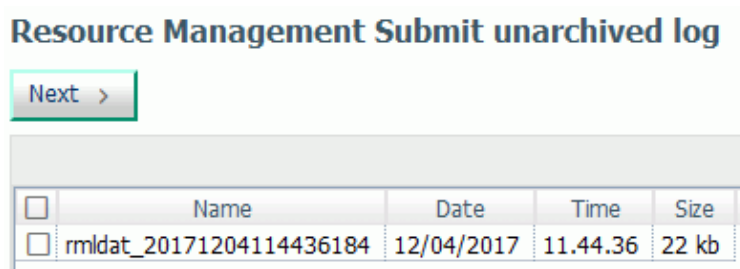 Resource Management Submit unarchived log
Next >
Name Date Time Size
rmldat_20171204114436184 12/04/2017 11.44.36 22 kb